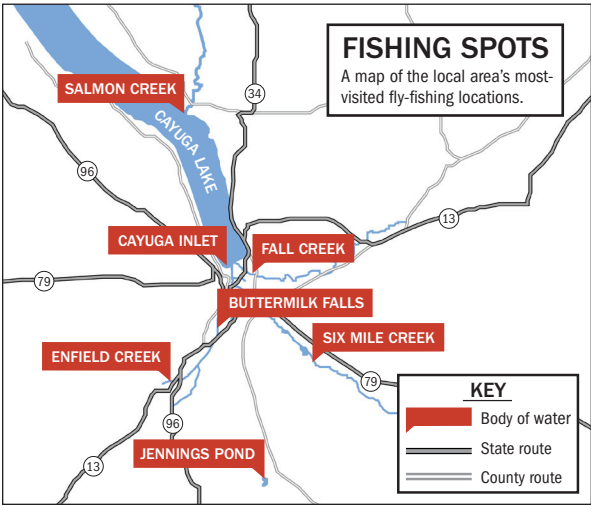 FISHING SPOTS
A map of the local area's most-
visited fly-fishing locations.
SALMON CREEK
34
CAYUGA LAKE
96
13
CAYUGA INLET
FALL CREEK
79
BUTTERMILK FALLS
SIX MILE CREEK
ENFIELD CREEK
79
KEY
Body of water
96
State route
JENNINGS POND
13
County route